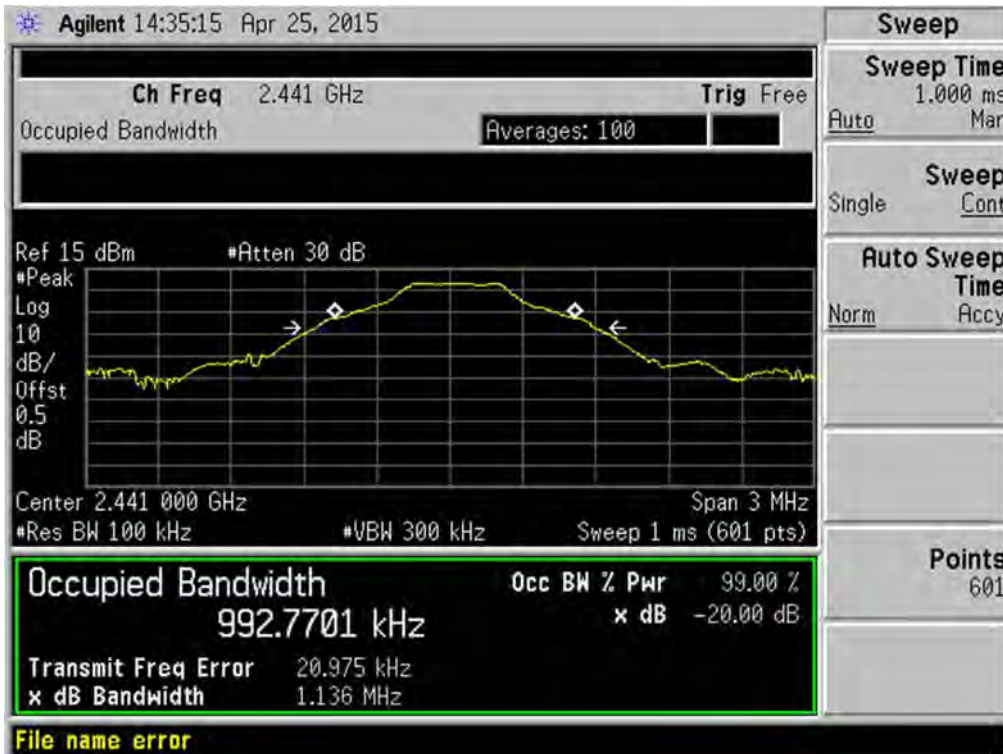 Agilent 14:35:15 Apr 25, 2015
Sweep
Ch Freq 2.441 GHz Trig Free
Occupied Bandwidth Averages: 100
Ref 15 dBm #Atten 30 dB
#Peak
Log
10
dB/
Offst
0.5
dB
Center 2.441 000 GHz Span 3 MHz
#Res BW 100 kHz #VBW 300 kHz Sweep 1 ms (601 pts)
Occupied Bandwidth Occ BW % Pwr 99.00 %
992.7701 kHz x dB -20.00 dB
Transmit Freq Error 20.975 kHz
x dB Bandwidth 1.136 MHz
File name error
Sweep Time
1.000 ms
Auto Man
Sweep
Single Cont
Auto Sweep
Time
Norm Accy
Points
601